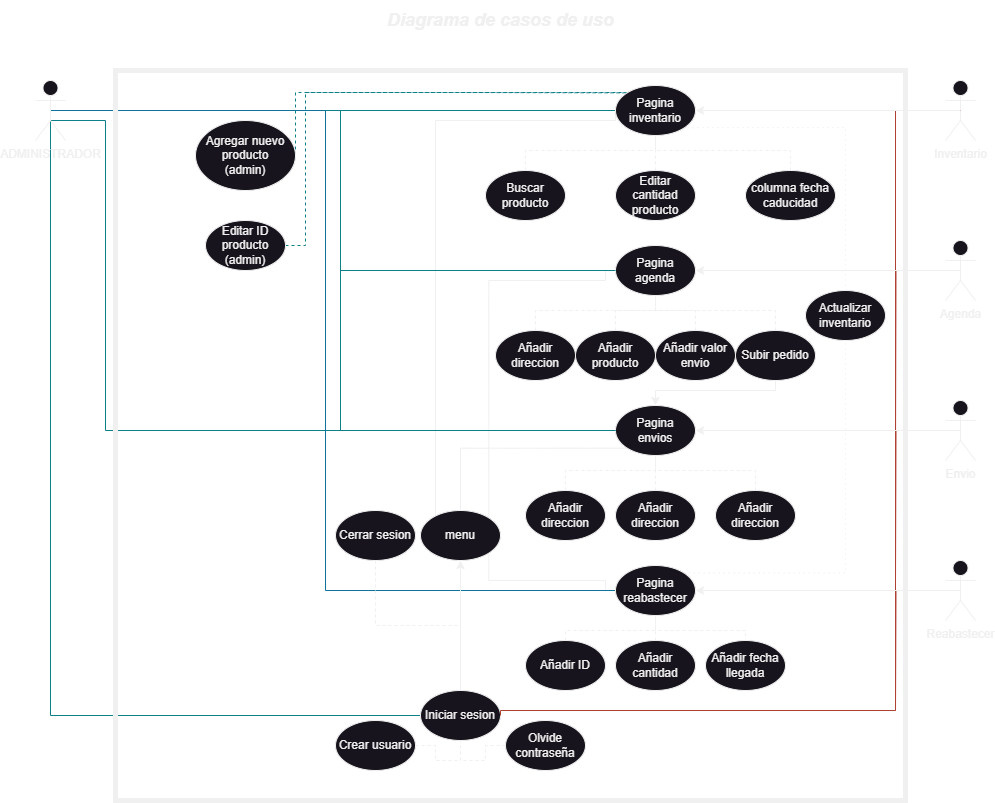 Diagrama de casos de uso
ADMINISTRADOR
Inventario
Agenda
Envio
Reabastecer
Pagina
inventario
Agregar nuevo
producto
(admin)
Editar ID
producto
(admin)
Buscar
producto
Editar
cantidad
producto
columna fecha
caducidad
Pagina
agenda
Actualizar
inventario
Añadir
direccion
Añadir
producto
Añadir valor
envio
Subir pedido
Pagina
envios
Añadir
direccion
Añadir
direccion
Añadir
direccion
Cerrar sesion
menu
Pagina
reabastecer
Añadir ID
Añadir
cantidad
Añadir fecha
llegada
Iniciar sesion
Crear usuario
Olvide
contraseña